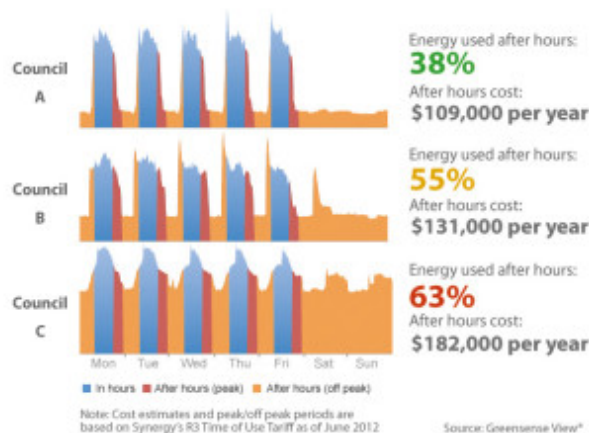 Council
A
Energy used after hours:
38%
After hours cost:
$109,000 per year
Council
B
Energy used after hours:
55%
After hours cost:
$131,000 per year
Council
C
Energy used after hours:
63%
After hours cost:
$182,000 per year
Mon Tue Wed Thu Fri Sat Sun
In hours After hours (peak) After hours (off peak)
Note: Cost estimates and peak/off peak periods are
based on Synergy's R3 Time of Use Tariff as of June 2012
Source: Greensense View*